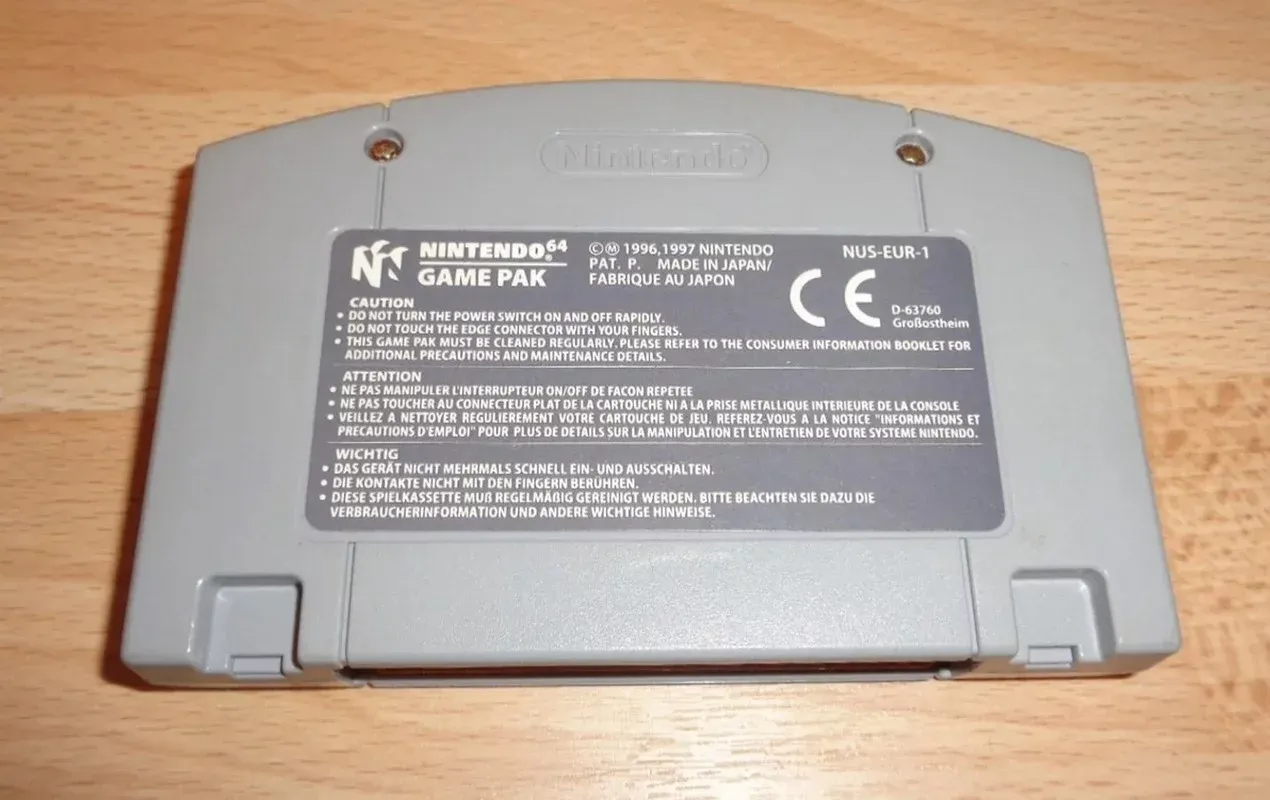 Nintendo®
NINTENDO 64®
GAME PAK
©Ⓜ 1996,1997 NINTENDO
PAT. P. MADE IN JAPAN/
FABRIQUE AU JAPON
NUS-EUR-1
CE
D-63760
Großostheim
CAUTION
• DO NOT TURN THE POWER SWITCH ON AND OFF RAPIDLY.
• DO NOT TOUCH THE EDGE CONNECTOR WITH YOUR FINGERS.
• THIS GAME PAK MUST BE CLEANED REGULARLY. PLEASE REFER TO THE CONSUMER INFORMATION BOOKLET FOR
ADDITIONAL PRECAUTIONS AND MAINTENANCE DETAILS.
ATTENTION
• NE PAS MANIPULER L'INTERRUPTEUR ON/OFF DE FACON REPETEE
• NE PAS TOUCHER AU CONNECTEUR PLAT DE LA CARTOUCHE NI A LA PRISE METALLIQUE INTERIEURE DE LA CONSOLE
• VEILLEZ A NETTOYER REGULIEREMENT VOTRE CARTOUCHE DE JEU. REFEREZ-VOUS A LA NOTICE "INFORMATIONS ET
PRECAUTIONS D'EMPLOI" POUR PLUS DE DETAILS SUR LA MANIPULATION ET L'ENTRETIEN DE VOTRE SYSTEME NINTENDO.
WICHTIG
• DAS GERÄT NICHT MEHRMALS SCHNELL EIN- UND AUSSCHALTEN.
• DIE KONTAKTE NICHT MIT DEN FINGERN BERÜHREN.
• DIESE SPIELKASSETTE MUß REGELMÄßIG GEREINIGT WERDEN. BITTE BEACHTEN SIE DAZU DIE
VERBRAUCHERINFORMATION UND ANDERE WICHTIGE HINWEISE.